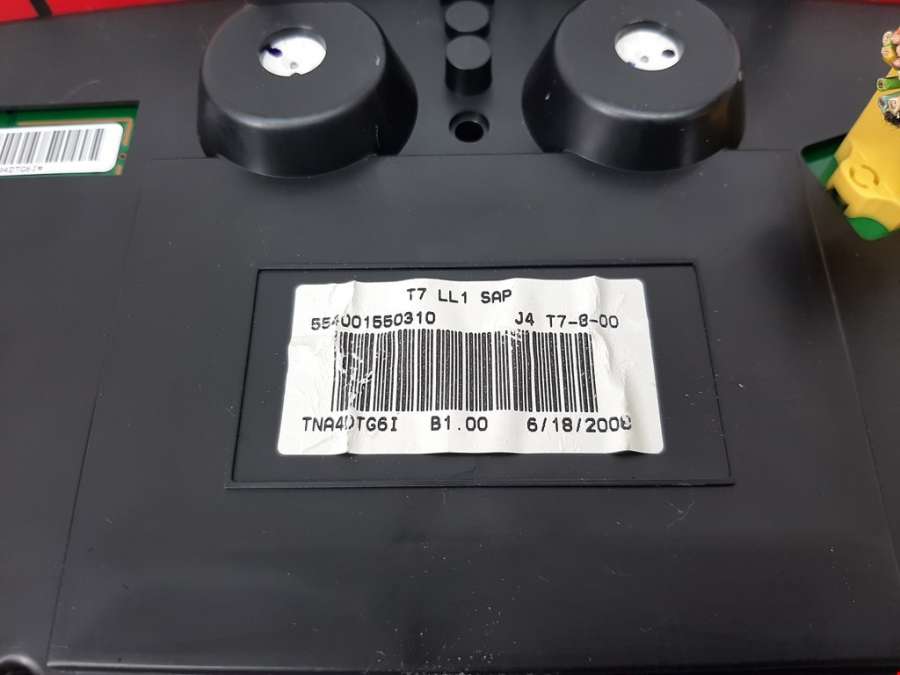 T7 LL1 SAP
554001550310 J4 T7-8-00
TNA4DTG6I B1.00 6/18/2008